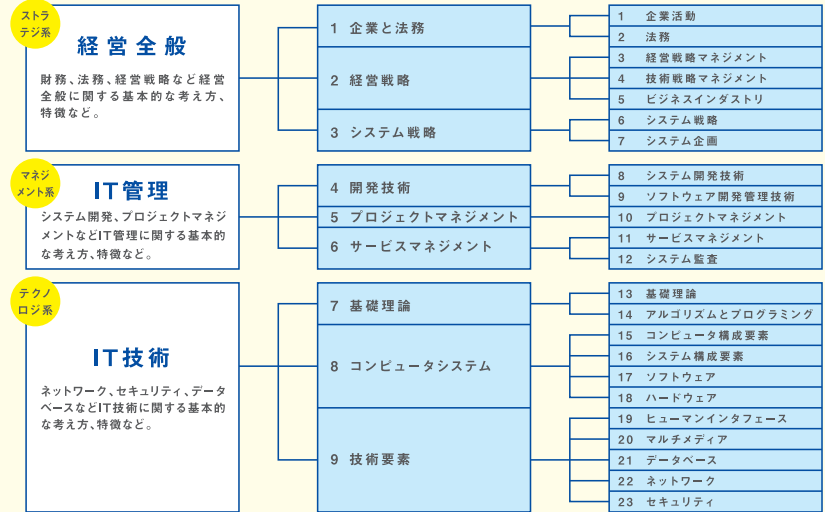 ストラ
テジ系
経営全般
財務、法務、経営戦略など経営
全般に関する基本的な考え方、
特徴など。
1 企業と法務
2 経営戦略
3 システム戦略
1 企業活動
2 法務
3 経営戦略マネジメント
4 技術戦略マネジメント
5 ビジネスインダストリ
6 システム戦略
7 システム企画
マネジ
メント系
IT管理
システム開発、プロジェクトマネジ
メントなどIT管理に関する基本的
な考え方、特徴など。
4 開発技術
5 プロジェクトマネジメント
6 サービスマネジメント
8 システム開発技術
9 ソフトウェア開発管理技術
10 プロジェクトマネジメント
11 サービスマネジメント
12 システム監査
テクノ
ロジ系
IT技術
ネットワーク、セキュリティ、データ
ベースなどIT技術に関する基本的
な考え方、特徴など。
7 基礎理論
8 コンピュータシステム
9 技術要素
13 基礎理論
14 アルゴリズムとプログラミング
15 コンピュータ構成要素
16 システム構成要素
17 ソフトウェア
18 ハードウェア
19 ヒューマンインタフェース
20 マルチメディア
21 データベース
22 ネットワーク
23 セキュリティ